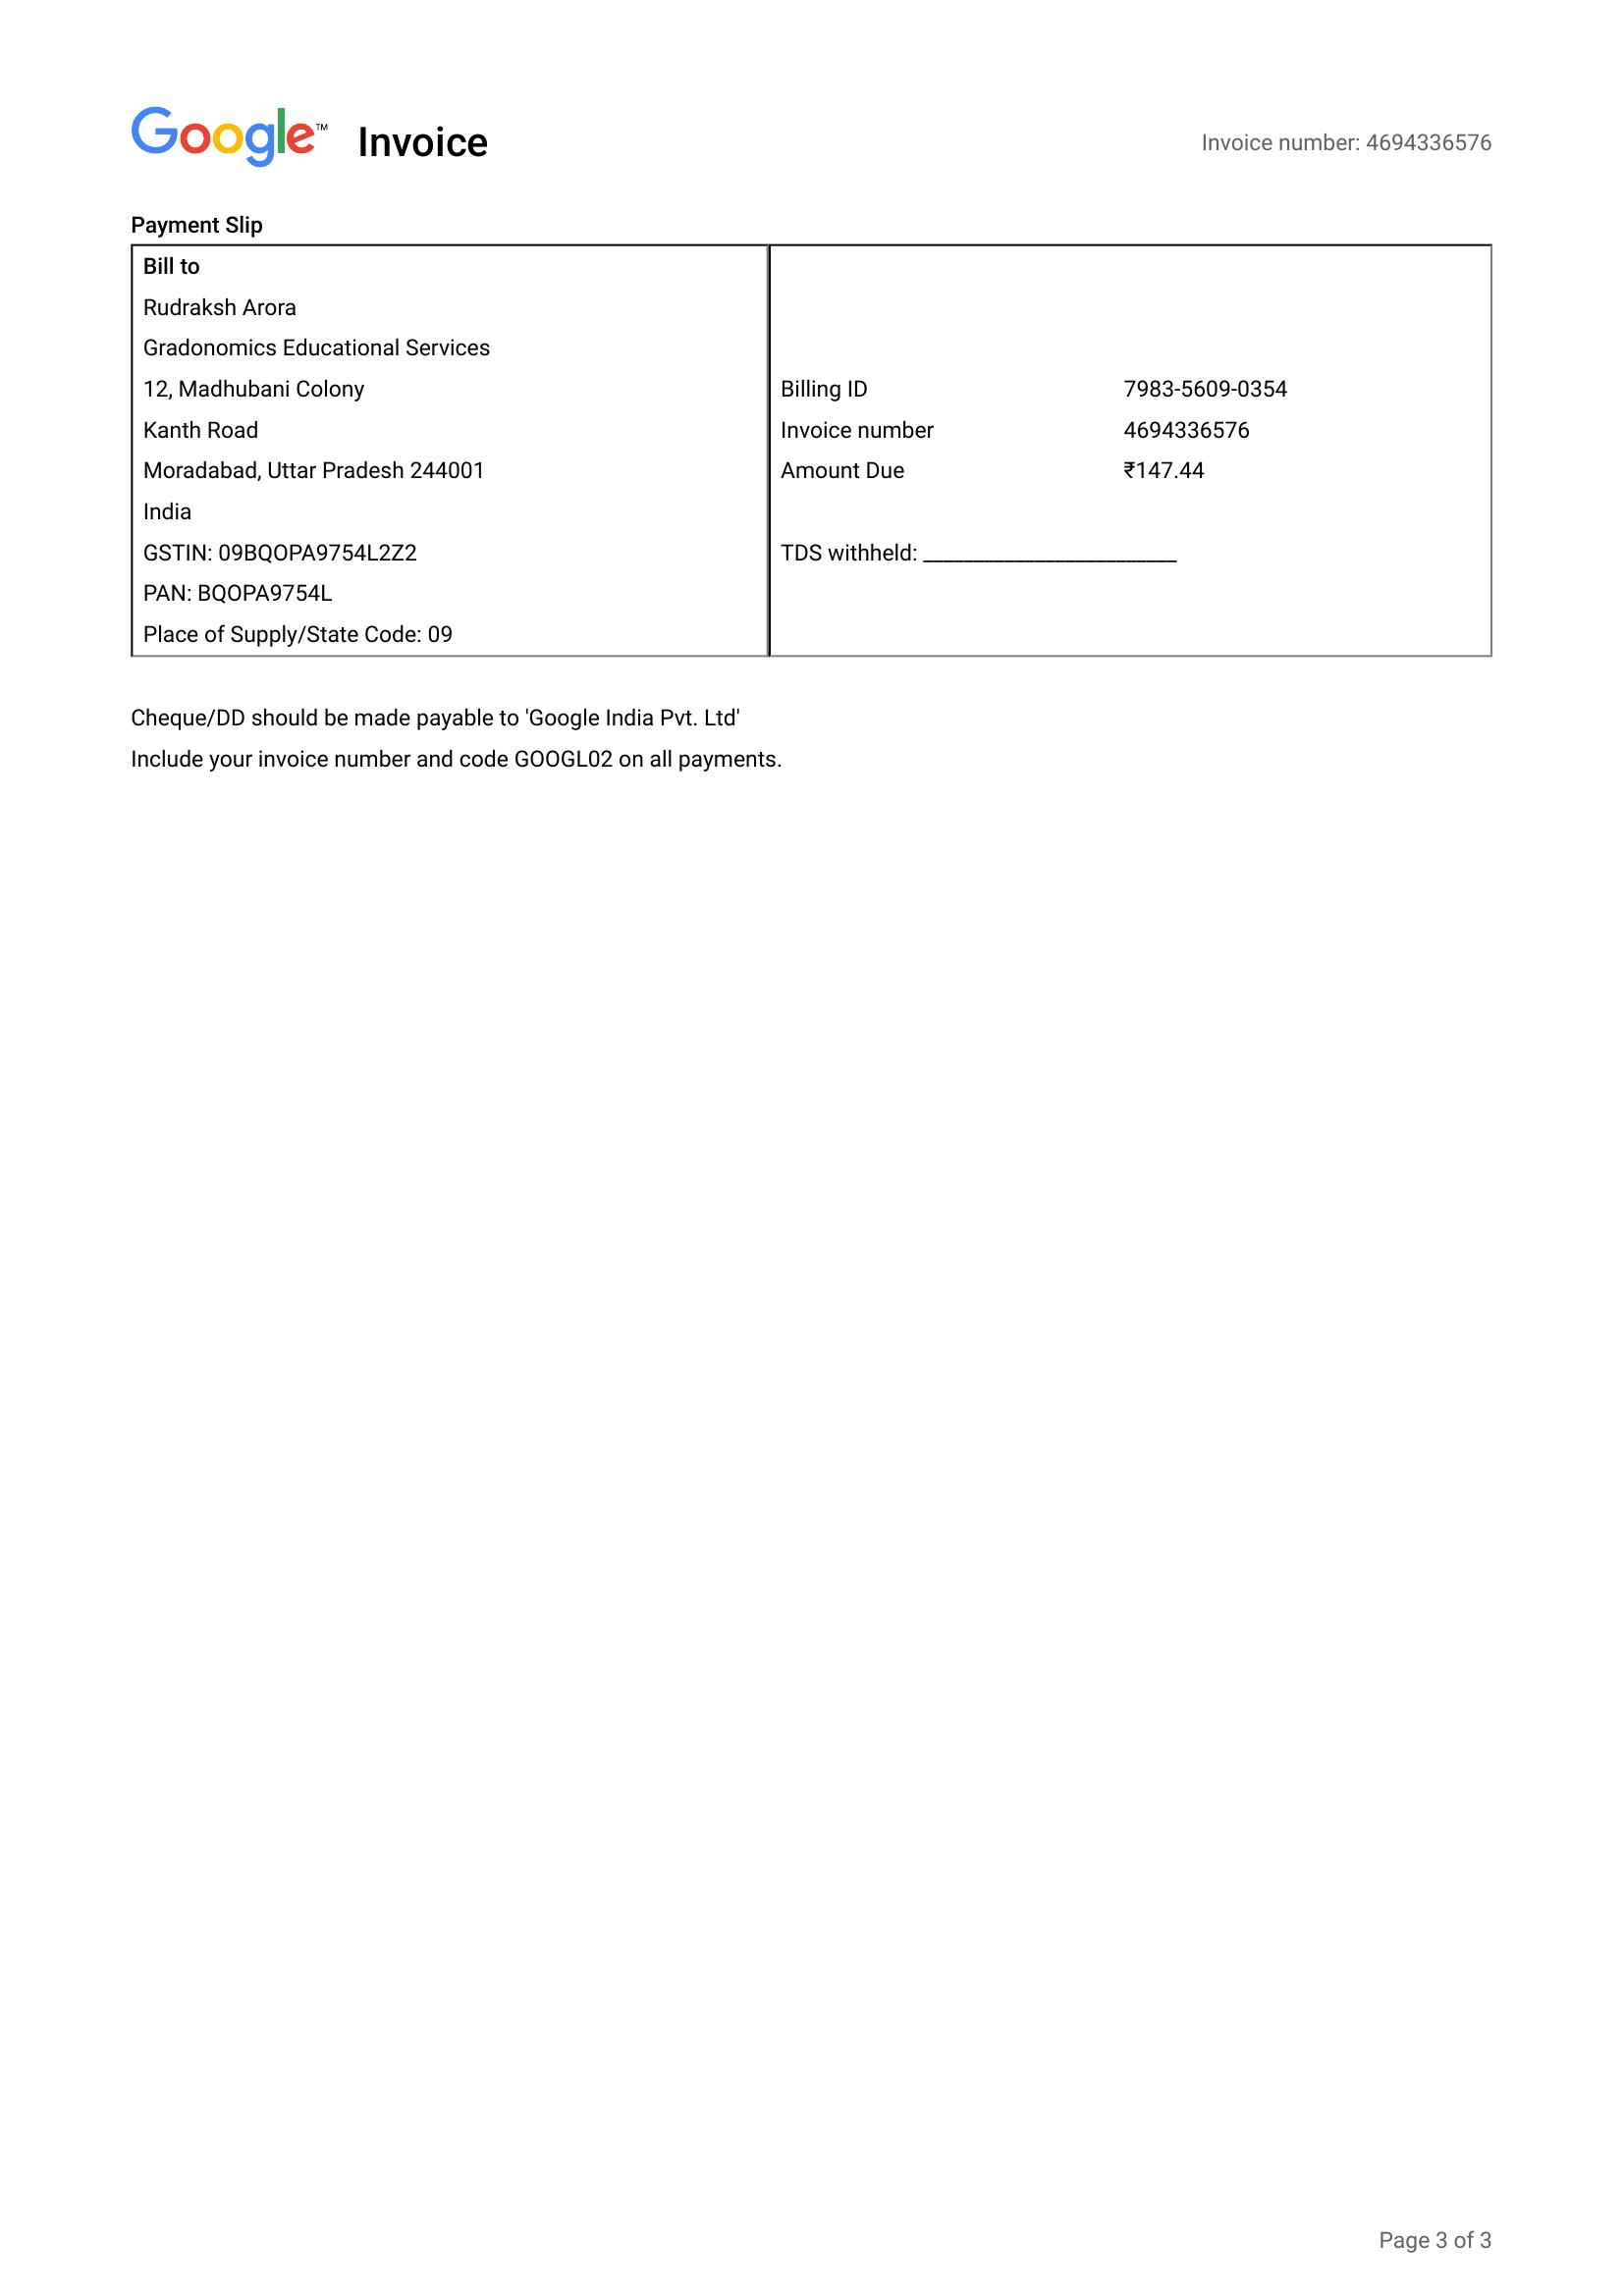 Google™ Invoice
Invoice number: 4694336576
Payment Slip
Bill to
Rudraksh Arora
Gradonomics Educational Services
12, Madhubani Colony
Kanth Road
Moradabad, Uttar Pradesh 244001
India
GSTIN: 09BQOPA9754L2Z2
PAN: BQOPA9754L
Place of Supply/State Code: 09
Billing ID 7983-5609-0354
Invoice number 4694336576
Amount Due ₹147.44
TDS withheld: ______________________
Cheque/DD should be made payable to 'Google India Pvt. Ltd'
Include your invoice number and code GOOGL02 on all payments.
Page 3 of 3